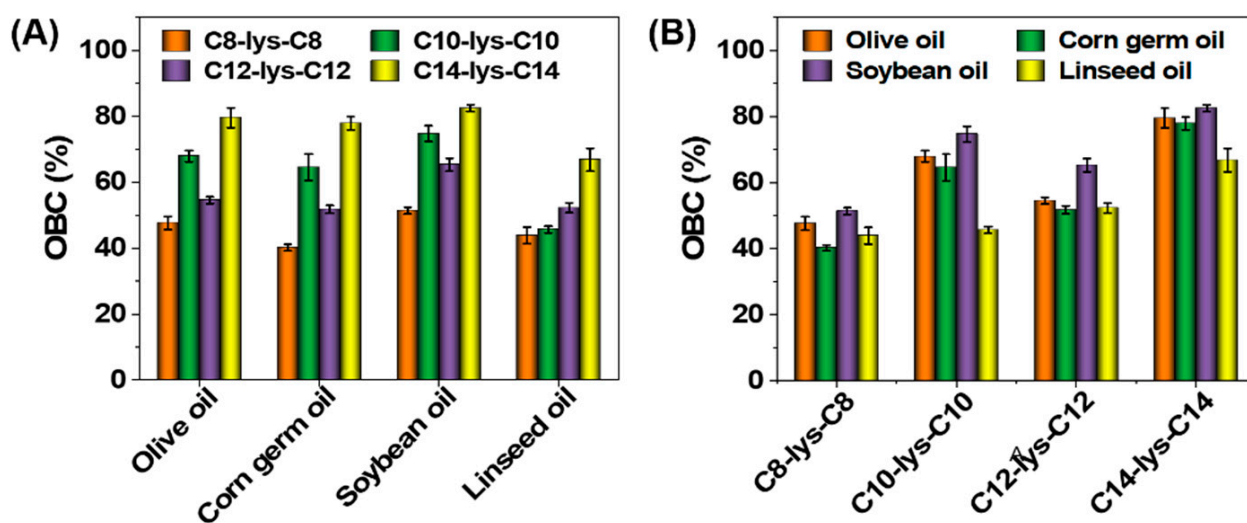 (A)
C8-lys-C8 C10-lys-C10
C12-lys-C12 C14-lys-C14
OBC (%)
100
80
60
40
20
0
Olive oil
Corn germ oil
Soybean oil
Linseed oil
(B)
Olive oil Corn germ oil
Soybean oil Linseed oil
OBC (%)
100
80
60
40
20
0
C8-lys-C8
C10-lys-C10
C12-lys-C12
C14-lys-C14